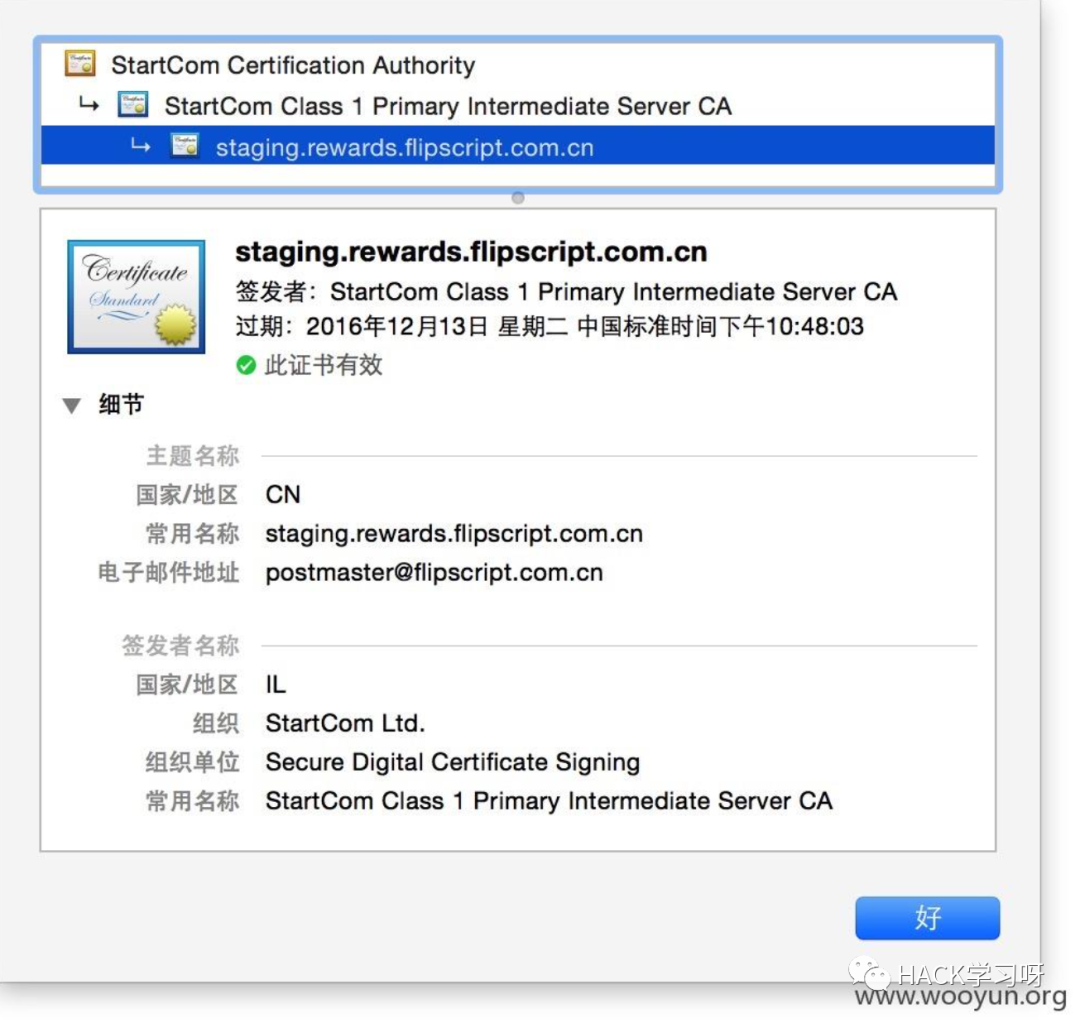 StartCom Certification Authority
StartCom Class 1 Primary Intermediate Server CA
staging.rewards.flipscript.com.cn
Certificate
Standard
staging.rewards.flipscript.com.cn
签发者：StartCom Class 1 Primary Intermediate Server CA
过期：2016年12月13日 星期二 中国标准时间下午10:48:03
此证书有效
细节
主题名称
国家/地区 CN
常用名称 staging.rewards.flipscript.com.cn
电子邮件地址 postmaster@flipscript.com.cn
签发者名称
国家/地区 IL
组织 StartCom Ltd.
组织单位 Secure Digital Certificate Signing
常用名称 StartCom Class 1 Primary Intermediate Server CA
好
HACK学习呀
www.wooyun.org